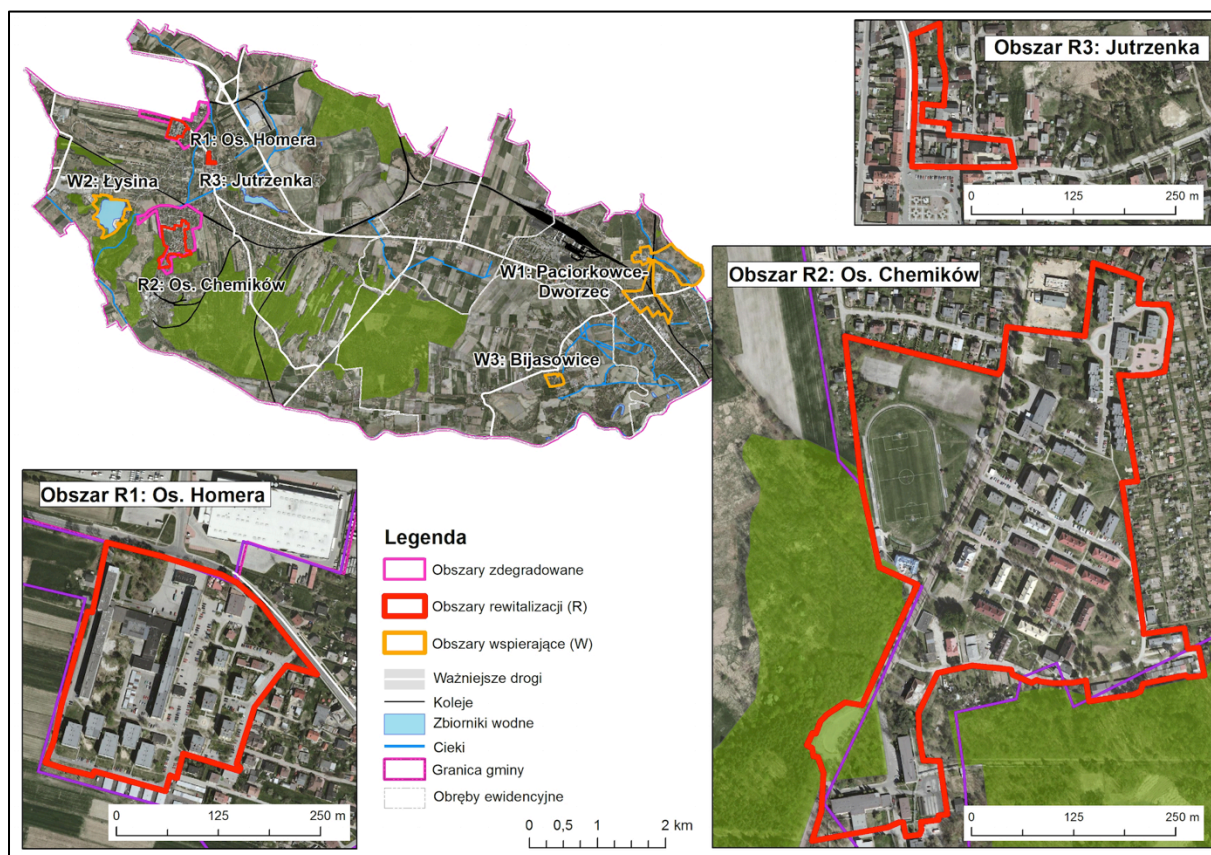 R1: Os. Homera
W2: Łysina
R3: Jutrzenka
R2: Os. Chemików
W1: Paciorkowce-
Dworzec
W3: Bijasowice
Obszar R3: Jutrzenka
0 125 250 m
Obszar R2: Os. Chemików
0 125 250 m
Obszar R1: Os. Homera
0 125 250 m
Legenda
Obszary zdegradowane
Obszary rewitalizacji (R)
Obszary wspierające (W)
Ważniejsze drogi
Koleje
Zbiorniki wodne
Cieki
Granica gminy
Obręby ewidencyjne
0 0,5 1 2 km